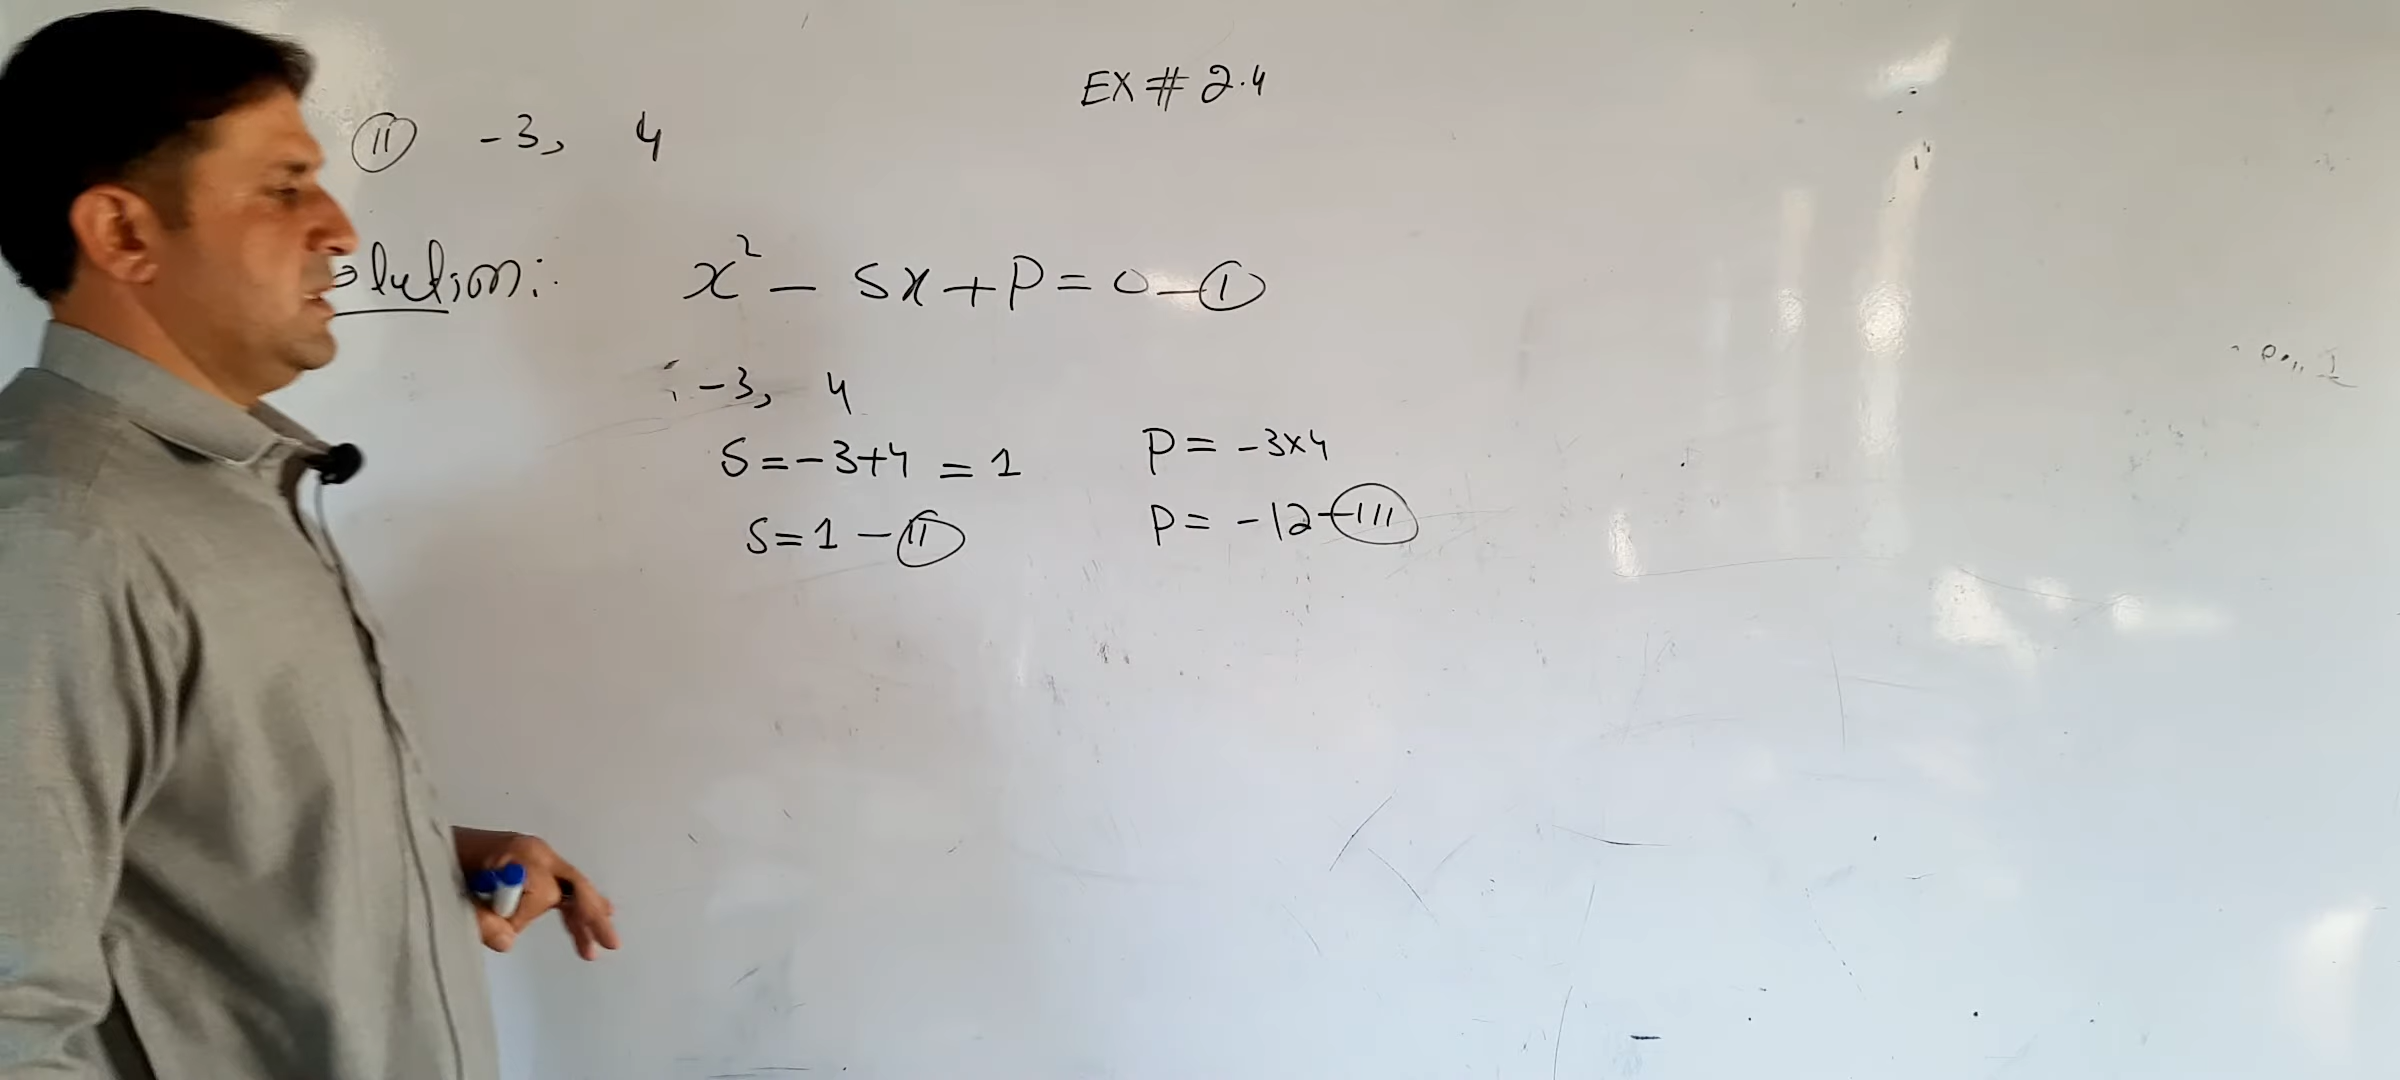 EX # 2.4
(ii) -3, 4
olution: x² - Sx + P = 0 - (i)
∵ -3, 4
S = -3+4 = 1 P = -3×4
S = 1 - (ii) P = -12 - (iii)